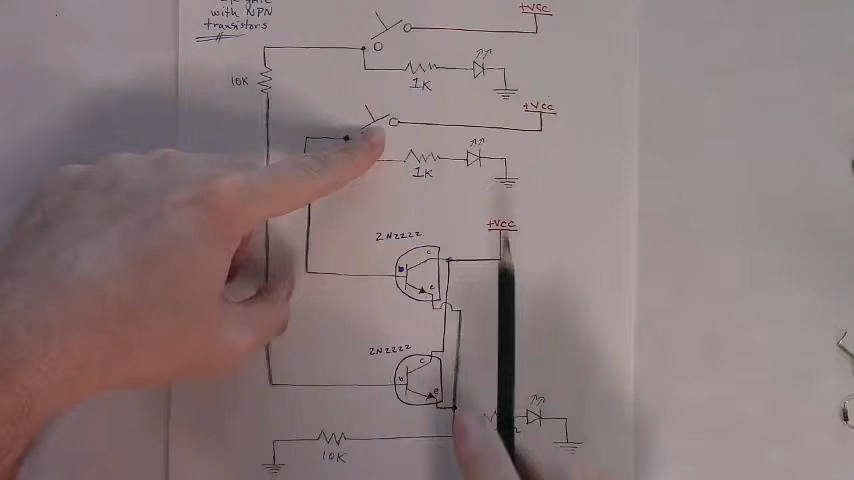 with NPN
transistors
+Vcc
10K
1K
+Vcc
1K
+Vcc
2N2222
c
b
e
2N2222
c
b
e
10K